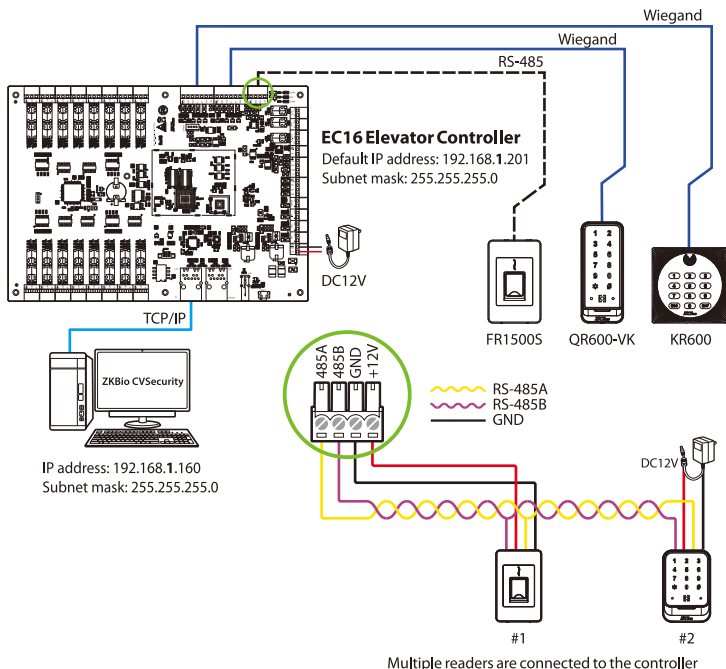 Wiegand
Wiegand
RS-485
EC16 Elevator Controller
Default IP address: 192.168.1.201
Subnet mask: 255.255.255.0
DC12V
TCP/IP
FR1500S
QR600-VK
KR600
ZKBio CVSecurity
IP address: 192.168.1.160
Subnet mask: 255.255.255.0
485A
485B
GND
+12V
RS-485A
RS-485B
GND
DC12V
#1
#2
Multiple readers are connected to the controller